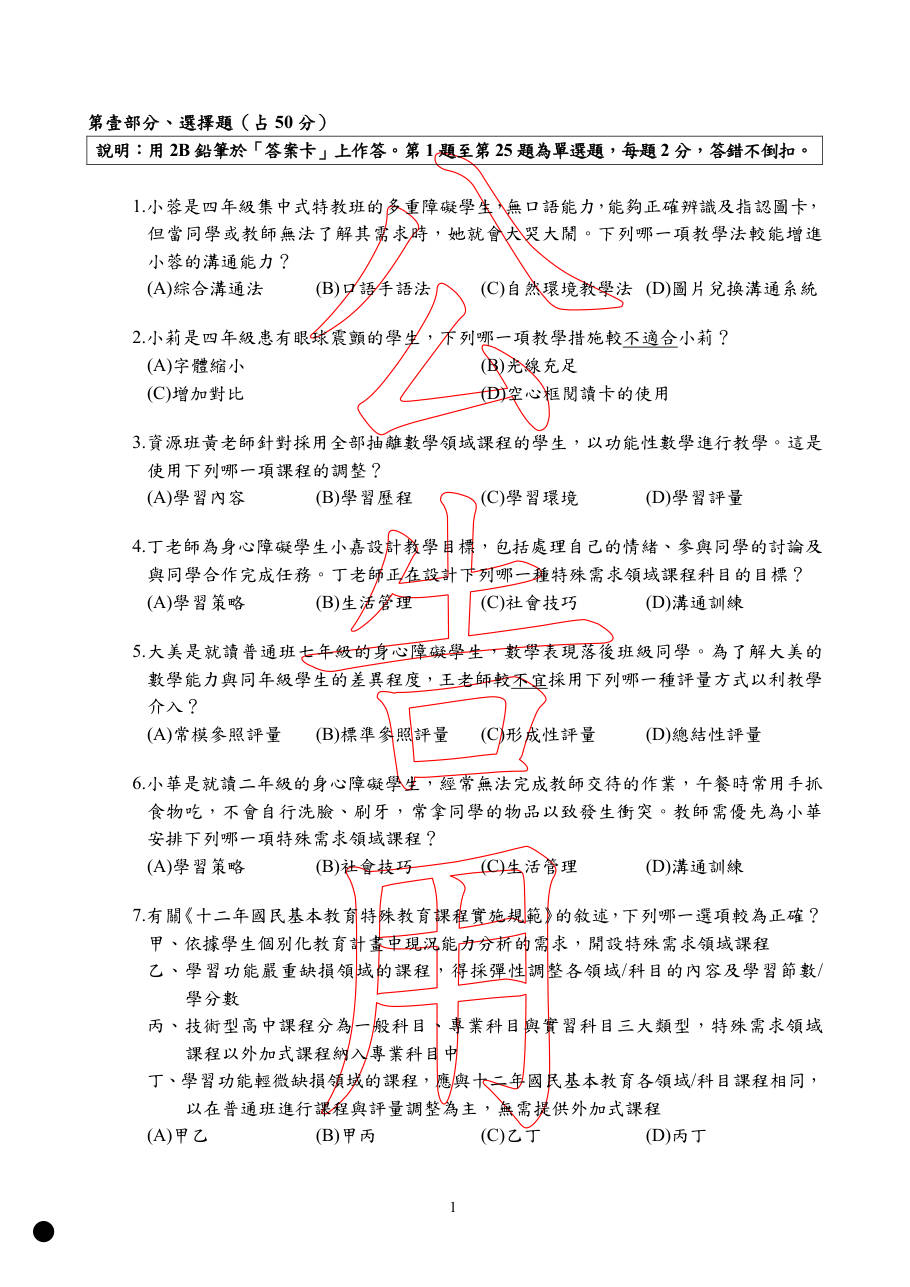 第壹部分、選擇題（占 50 分）
說明：用 2B 鉛筆於「答案卡」上作答。第 1 題至第 25 題為單選題，每題 2 分，答錯不倒扣。
1.小蓉是四年級集中式特教班的多重障礙學生，無口語能力，能夠正確辨識及指認圖卡，
但當同學或教師無法了解其需求時，她就會大哭大鬧。下列哪一項教學法較能增進
小蓉的溝通能力？
(A)綜合溝通法 (B)口語手語法 (C)自然環境教學法 (D)圖片兌換溝通系統
2.小莉是四年級患有眼球震顫的學生，下列哪一項教學措施較不適合小莉？
(A)字體縮小 (B)光線充足
(C)增加對比 (D)空心框閱讀卡的使用
3.資源班黃老師針對採用全部抽離數學領域課程的學生，以功能性數學進行教學。這是
使用下列哪一項課程的調整？
(A)學習內容 (B)學習歷程 (C)學習環境 (D)學習評量
4.丁老師為身心障礙學生小嘉設計教學目標，包括處理自己的情緒、參與同學的討論及
與同學合作完成任務。丁老師正在設計下列哪一種特殊需求領域課程科目的目標？
(A)學習策略 (B)生活管理 (C)社會技巧 (D)溝通訓練
5.大美是就讀普通班七年級的身心障礙學生，數學表現落後班級同學。為了解大美的
數學能力與同年級學生的差異程度，王老師較不宜採用下列哪一種評量方式以利教學
介入？
(A)常模參照評量 (B)標準參照評量 (C)形成性評量 (D)總結性評量
6.小華是就讀二年級的身心障礙學生，經常無法完成教師交待的作業，午餐時常用手抓
食物吃，不會自行洗臉、刷牙，常拿同學的物品以致發生衝突。教師需優先為小華
安排下列哪一項特殊需求領域課程？
(A)學習策略 (B)社會技巧 (C)生活管理 (D)溝通訓練
7.有關《十二年國民基本教育特殊教育課程實施規範》的敘述，下列哪一選項較為正確？
甲、依據學生個別化教育計畫中現況能力分析的需求，開設特殊需求領域課程
乙、學習功能嚴重缺損領域的課程，得採彈性調整各領域/科目的內容及學習節數/
學分數
丙、技術型高中課程分為一般科目、專業科目與實習科目三大類型，特殊需求領域
課程以外加式課程納入專業科目中
丁、學習功能輕微缺損領域的課程，應與十二年國民基本教育各領域/科目課程相同，
以在普通班進行課程與評量調整為主，無需提供外加式課程
(A)甲乙 (B)甲丙 (C)乙丁 (D)丙丁
公告用
1